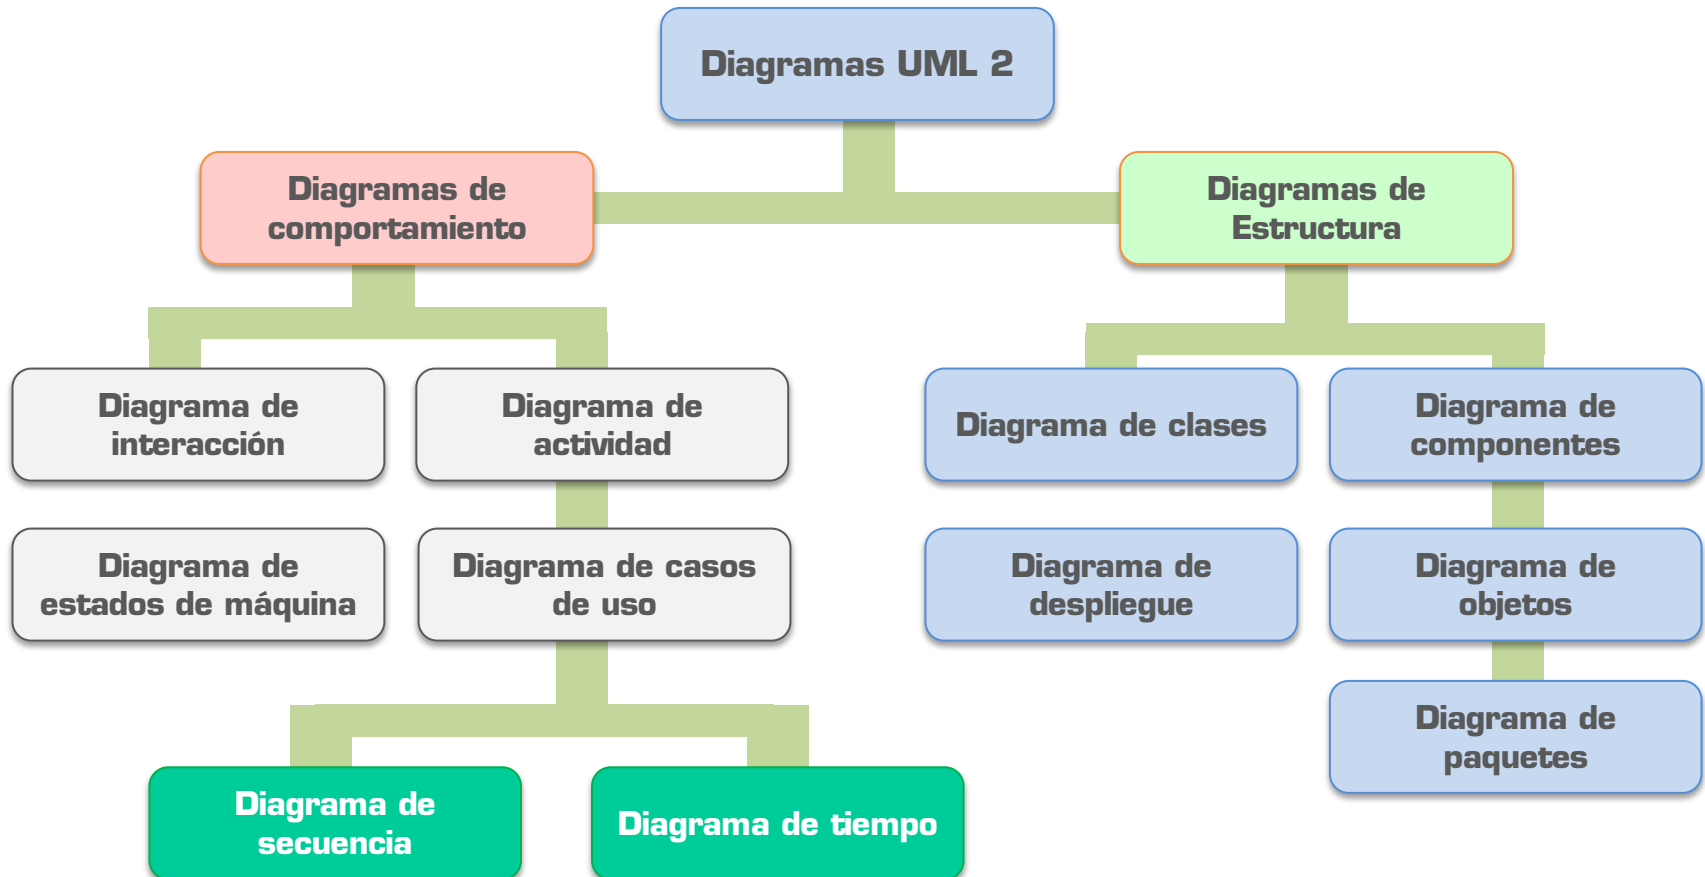 Diagramas UML 2
Diagramas de
comportamiento
Diagramas de
Estructura
Diagrama de
interacción
Diagrama de
actividad
Diagrama de clases
Diagrama de
componentes
Diagrama de
estados de máquina
Diagrama de casos
de uso
Diagrama de
despliegue
Diagrama de
objetos
Diagrama de
paquetes
Diagrama de
secuencia
Diagrama de tiempo